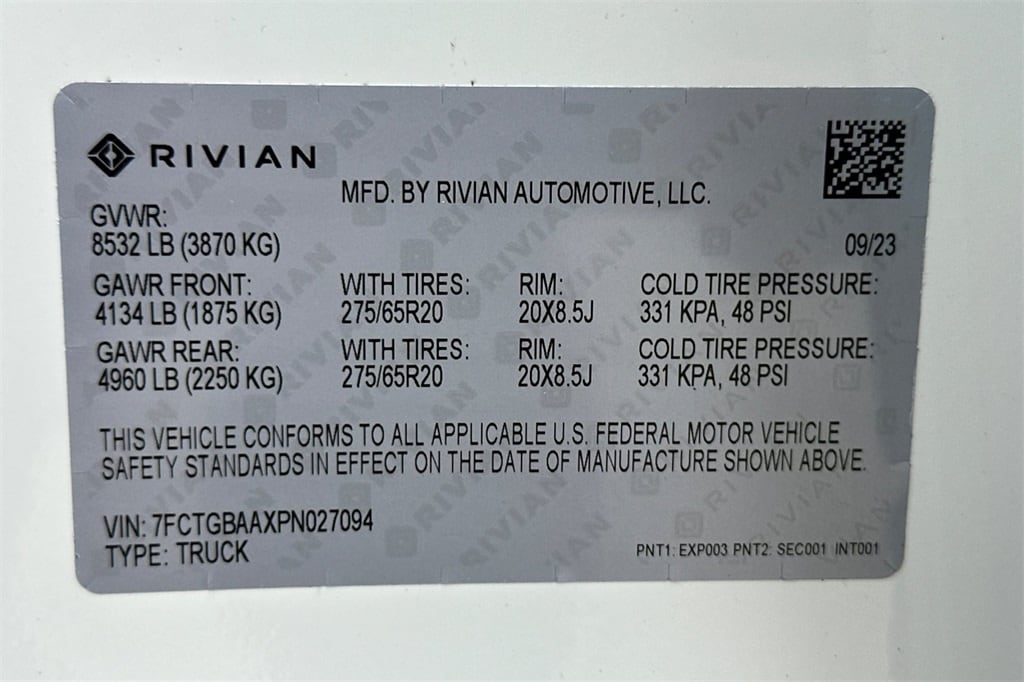 RIVIAN
MFD. BY RIVIAN AUTOMOTIVE, LLC.
GVWR:
8532 LB (3870 KG) 09/23
GAWR FRONT: WITH TIRES: RIM: COLD TIRE PRESSURE:
4134 LB (1875 KG) 275/65R20 20X8.5J 331 KPA, 48 PSI
GAWR REAR: WITH TIRES: RIM: COLD TIRE PRESSURE:
4960 LB (2250 KG) 275/65R20 20X8.5J 331 KPA, 48 PSI
THIS VEHICLE CONFORMS TO ALL APPLICABLE U.S. FEDERAL MOTOR VEHICLE
SAFETY STANDARDS IN EFFECT ON THE DATE OF MANUFACTURE SHOWN ABOVE.
VIN: 7FCTGBAAXPN027094
TYPE: TRUCK PNT1: EXP003 PNT2: SEC001 INT001